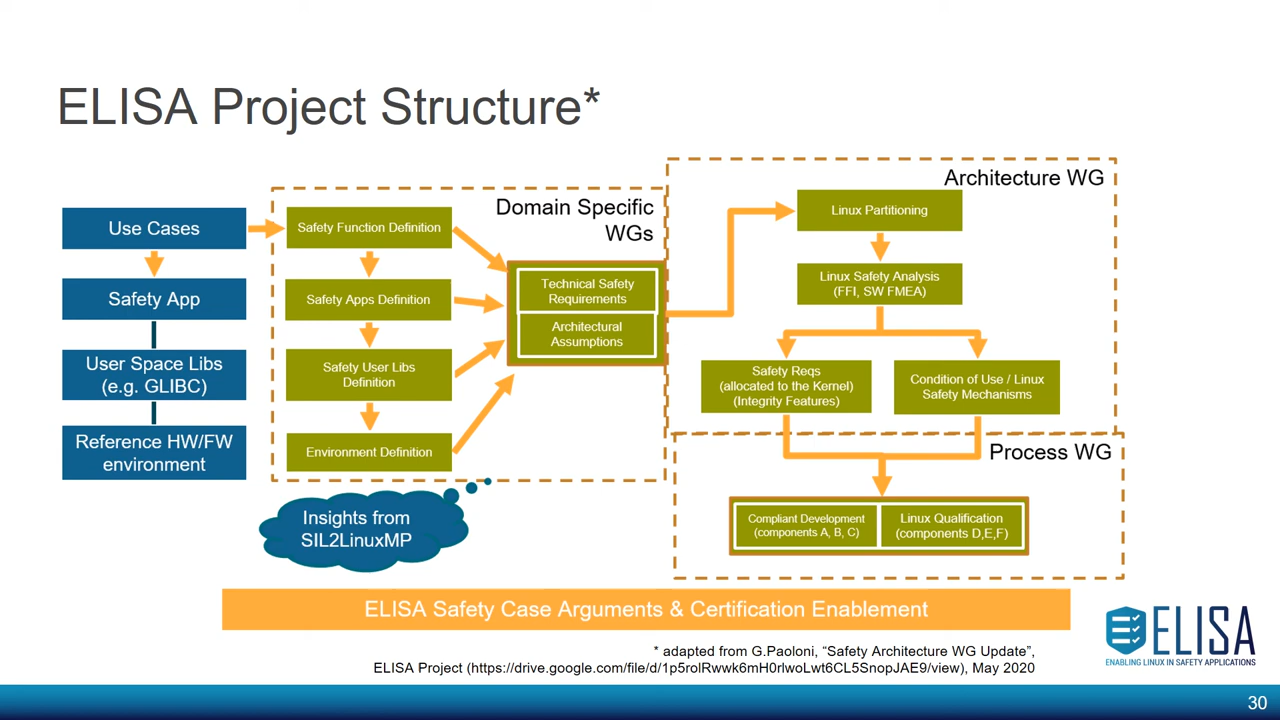 ELISA Project Structure*
Use Cases
Safety App
User Space Libs
(e.g. GLIBC)
Reference HW/FW
environment
Domain Specific
WGs
Safety Function Definition
Safety Apps Definition
Safety User Libs
Definition
Environment Definition
Technical Safety
Requirements
Architectural
Assumptions
Insights from
SIL2LinuxMP
Architecture WG
Linux Partitioning
Linux Safety Analysis
(FFI, SW FMEA)
Safety Reqs
(allocated to the Kernel)
(Integrity Features)
Condition of Use / Linux
Safety Mechanisms
Process WG
Compliant Development
(components A, B, C)
Linux Qualification
(components D,E,F)
ELISA Safety Case Arguments & Certification Enablement
* adapted from G.Paoloni, “Safety Architecture WG Update”,
ELISA Project (https://drive.google.com/file/d/1p5rolRwwk6mH0rlwoLwt6CL5SnopJAE9/view), May 2020
ELISA
ENABLING LINUX IN SAFETY APPLICATIONS
30